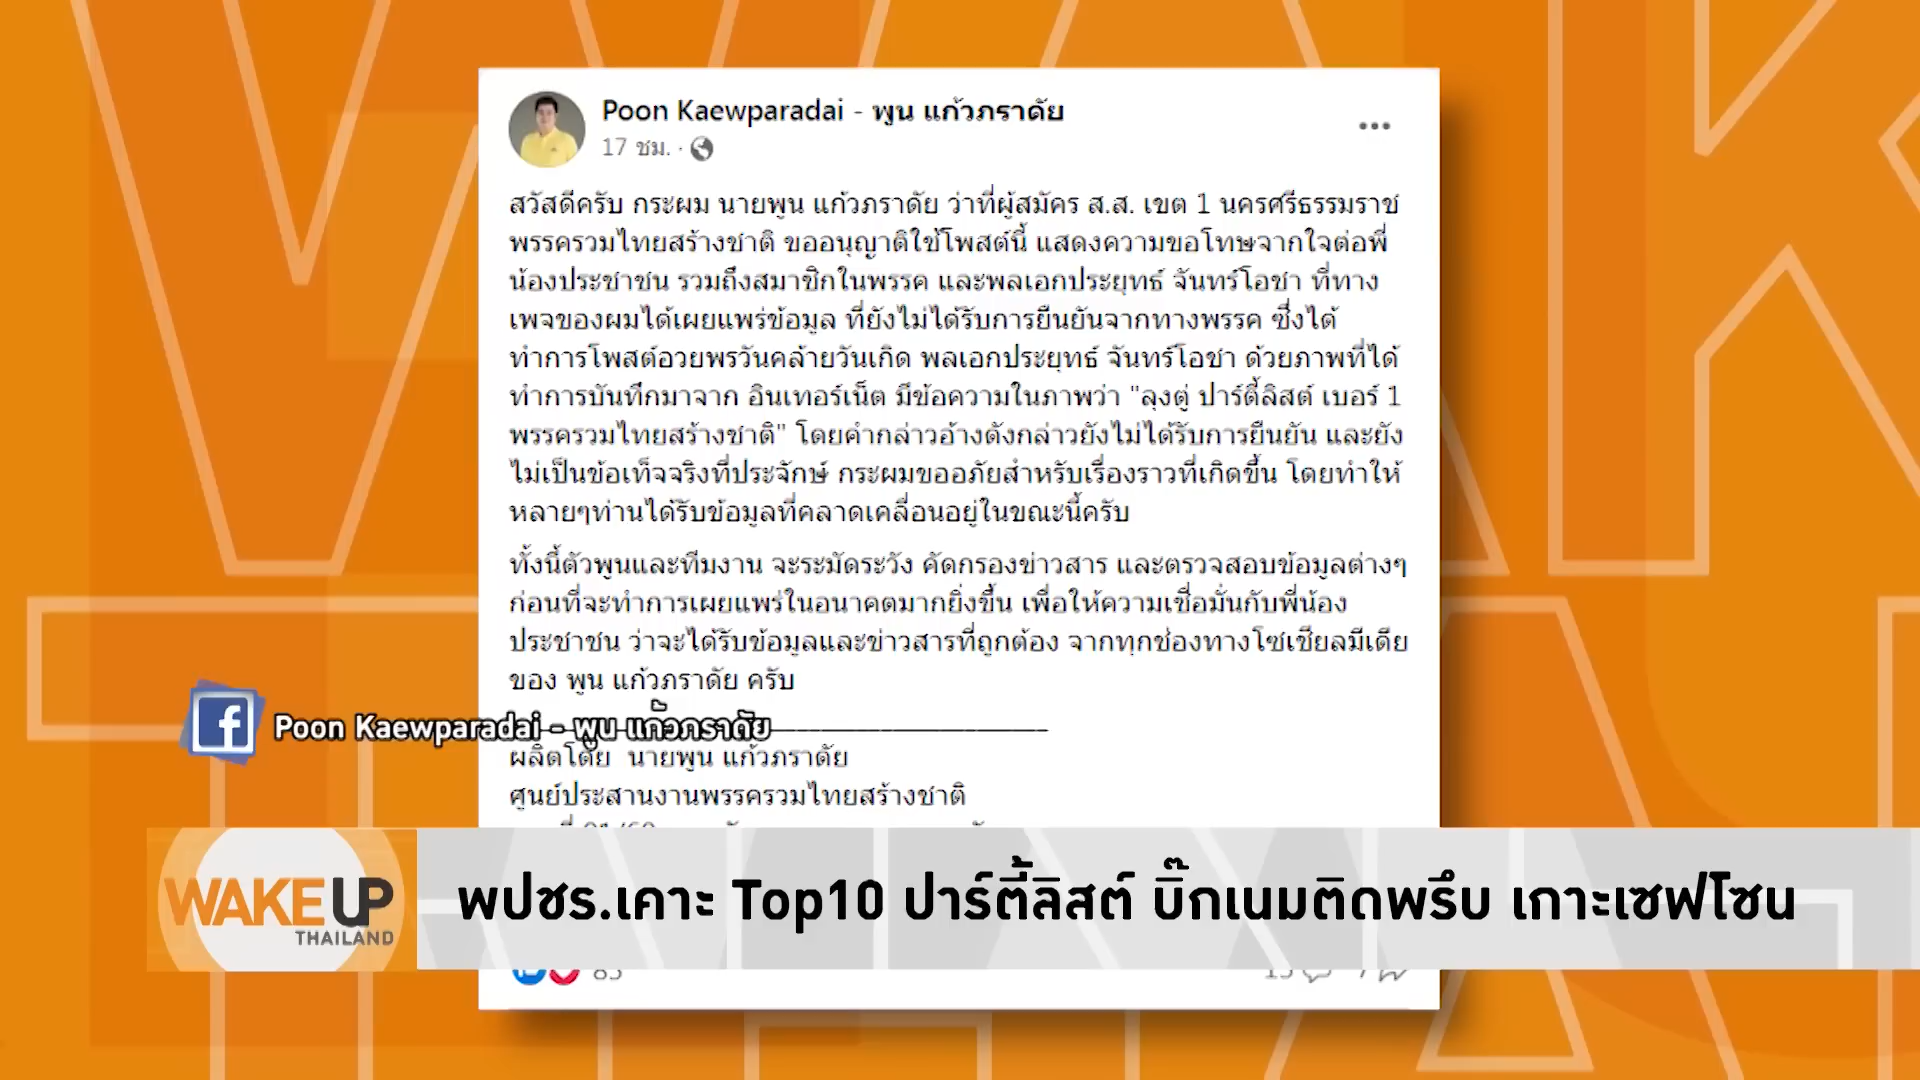 Poon Kaewparadai - พูน แก้วภราดัย
17 ชม.
สวัสดีครับ กระผม นายพูน แก้วภราดัย ว่าที่ผู้สมัคร ส.ส. เขต 1 นครศรีธรรมราช
พรรครวมไทยสร้างชาติ ขออนุญาติใช้โพสต์นี้ แสดงความขอโทษจากใจต่อพี่
น้องประชาชน รวมถึงสมาชิกในพรรค และพลเอกประยุทธ์ จันทร์โอชา ที่ทาง
เพจของผมได้เผยแพร่ข้อมูล ที่ยังไม่ได้รับการยืนยันจากทางพรรค ซึ่งได้
ทำการโพสต์อวยพรวันคล้ายวันเกิด พลเอกประยุทธ์ จันทร์โอชา ด้วยภาพที่ได้
ทำการบันทึกมาจาก อินเทอร์เน็ต มีข้อความในภาพว่า "ลุงตู่ ปาร์ตี้ลิสต์ เบอร์ 1
พรรครวมไทยสร้างชาติ" โดยคำกล่าวอ้างดังกล่าวยังไม่ได้รับการยืนยัน และยัง
ไม่เป็นข้อเท็จจริงที่ประจักษ์ กระผมขออภัยสำหรับเรื่องราวที่เกิดขึ้น โดยทำให้
หลายๆท่านได้รับข้อมูลที่คลาดเคลื่อนอยู่ในขณะนี้ครับ
ทั้งนี้ตัวพูนและทีมงาน จะระมัดระวัง คัดกรองข่าวสาร และตรวจสอบข้อมูลต่างๆ
ก่อนที่จะทำการเผยแพร่ในอนาคตมากยิ่งขึ้น เพื่อให้ความเชื่อมั่นกับพี่น้อง
ประชาชน ว่าจะได้รับข้อมูลและข่าวสารที่ถูกต้อง จากทุกช่องทางโซเชียลมีเดีย
ของ พูน แก้วภราดัย ครับ
Poon Kaewparadai - พูน แก้วภราดัย
ผลิตโดย นายพูน แก้วภราดัย
ศูนย์ประสานงานพรรครวมไทยสร้างชาติ
WAKE UP
THAILAND
พปชร.เคาะ Top10 ปาร์ตี้ลิสต์ บิ๊กเนมติดพรึบ เกาะเซฟโซน